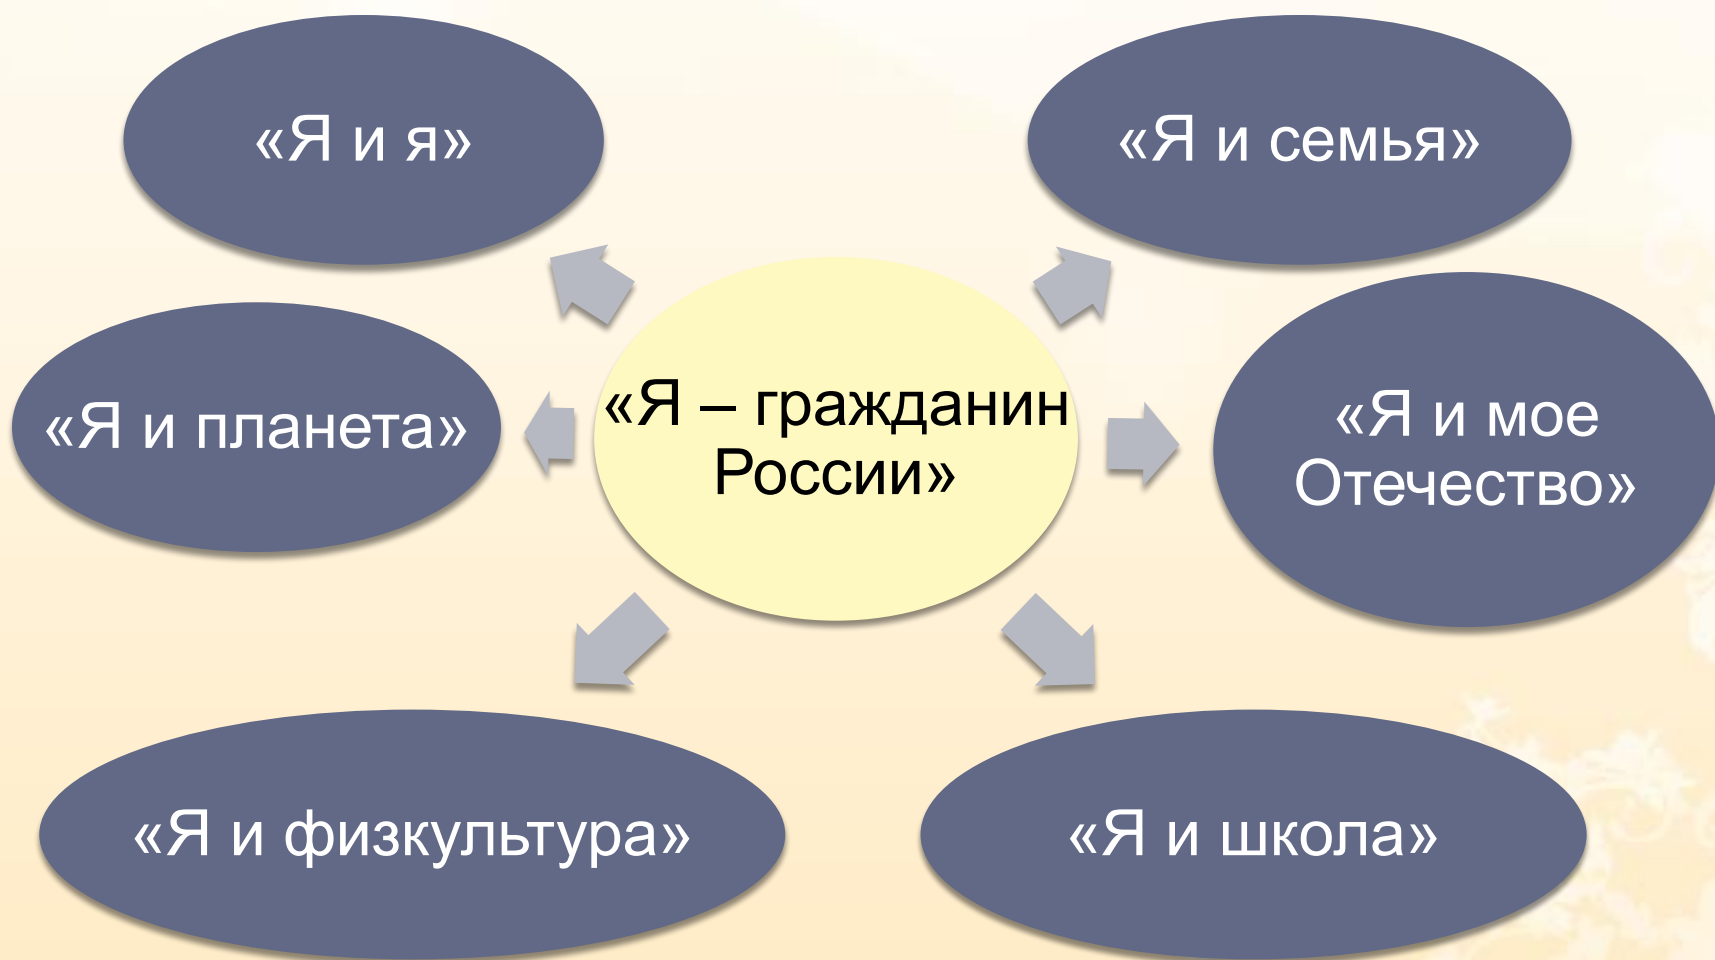 «Я и я»
«Я и семья»
«Я и планета»
«Я – гражданин
России»
«Я и мое
Отечество»
«Я и физкультура»
«Я и школа»